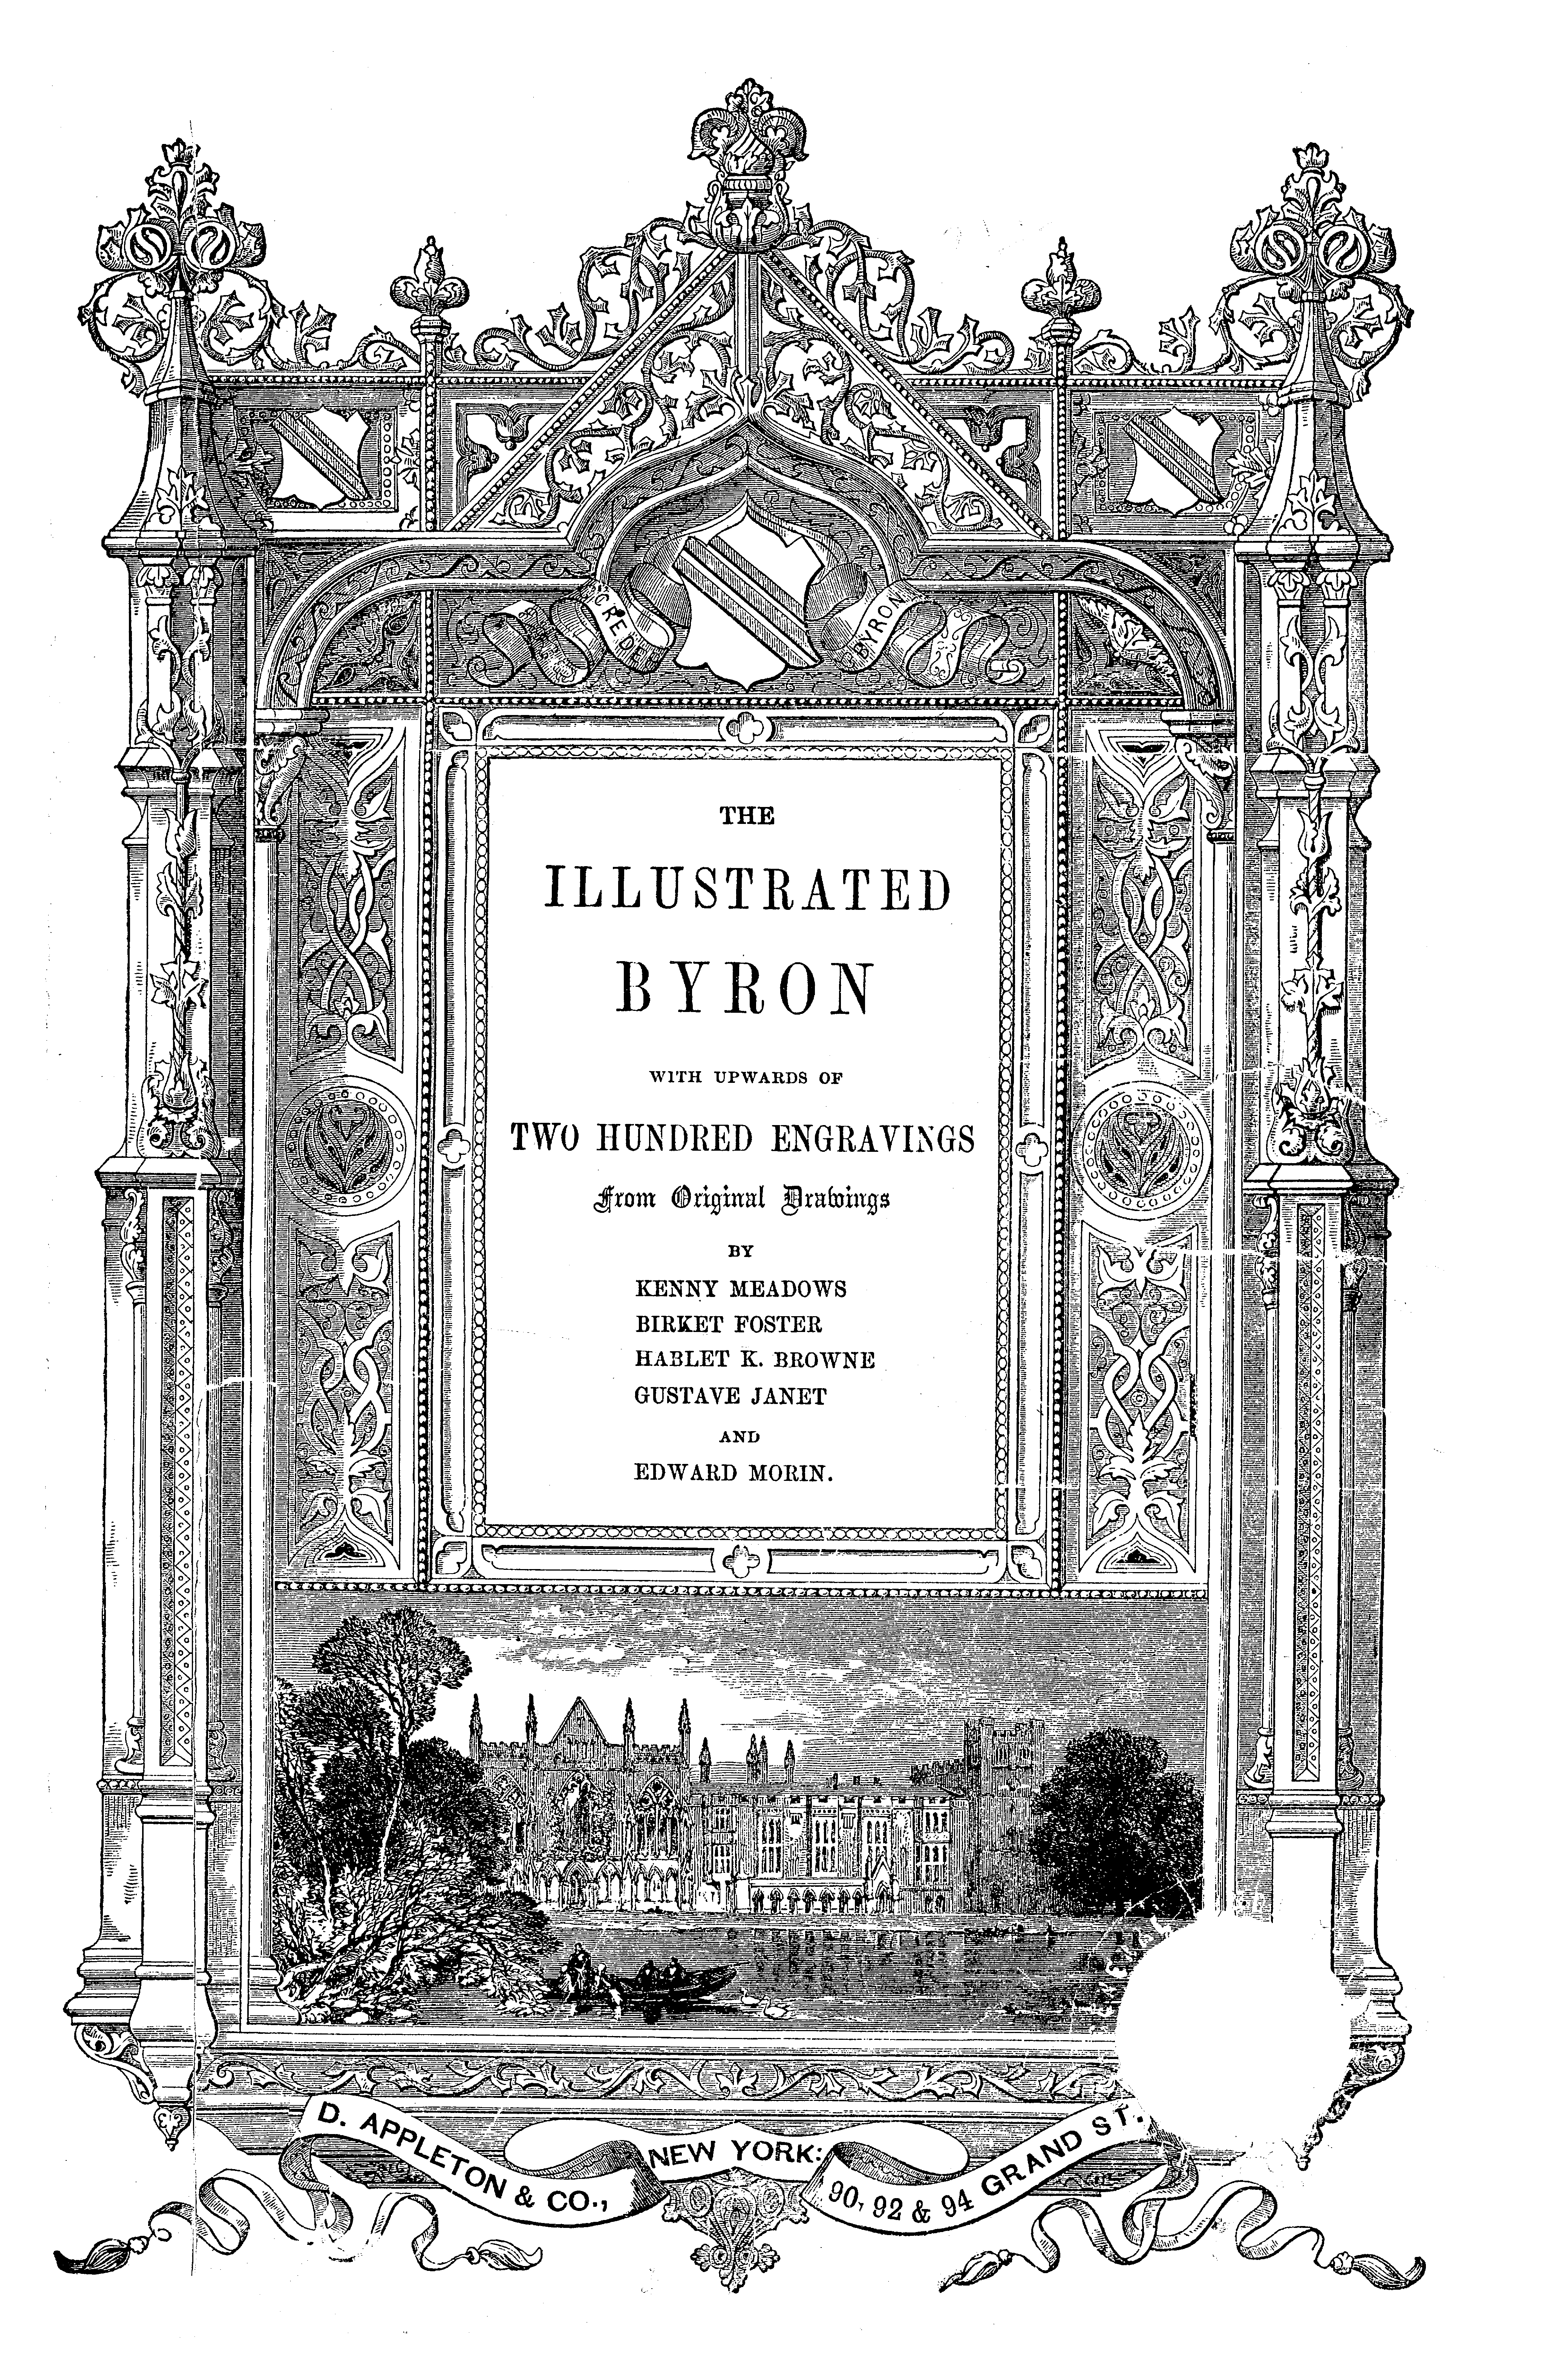 CREDE
BYRON
THE
ILLUSTRATED
BYRON
WITH UPWARDS OF
TWO HUNDRED ENGRAVINGS
From Original Drawings
BY
KENNY MEADOWS
BIRKET FOSTER
HABLET K. BROWNE
GUSTAVE JANET
AND
EDWARD MORIN.
D. APPLETON & CO.,
NEW YORK:
90, 92 & 94 GRAND ST.